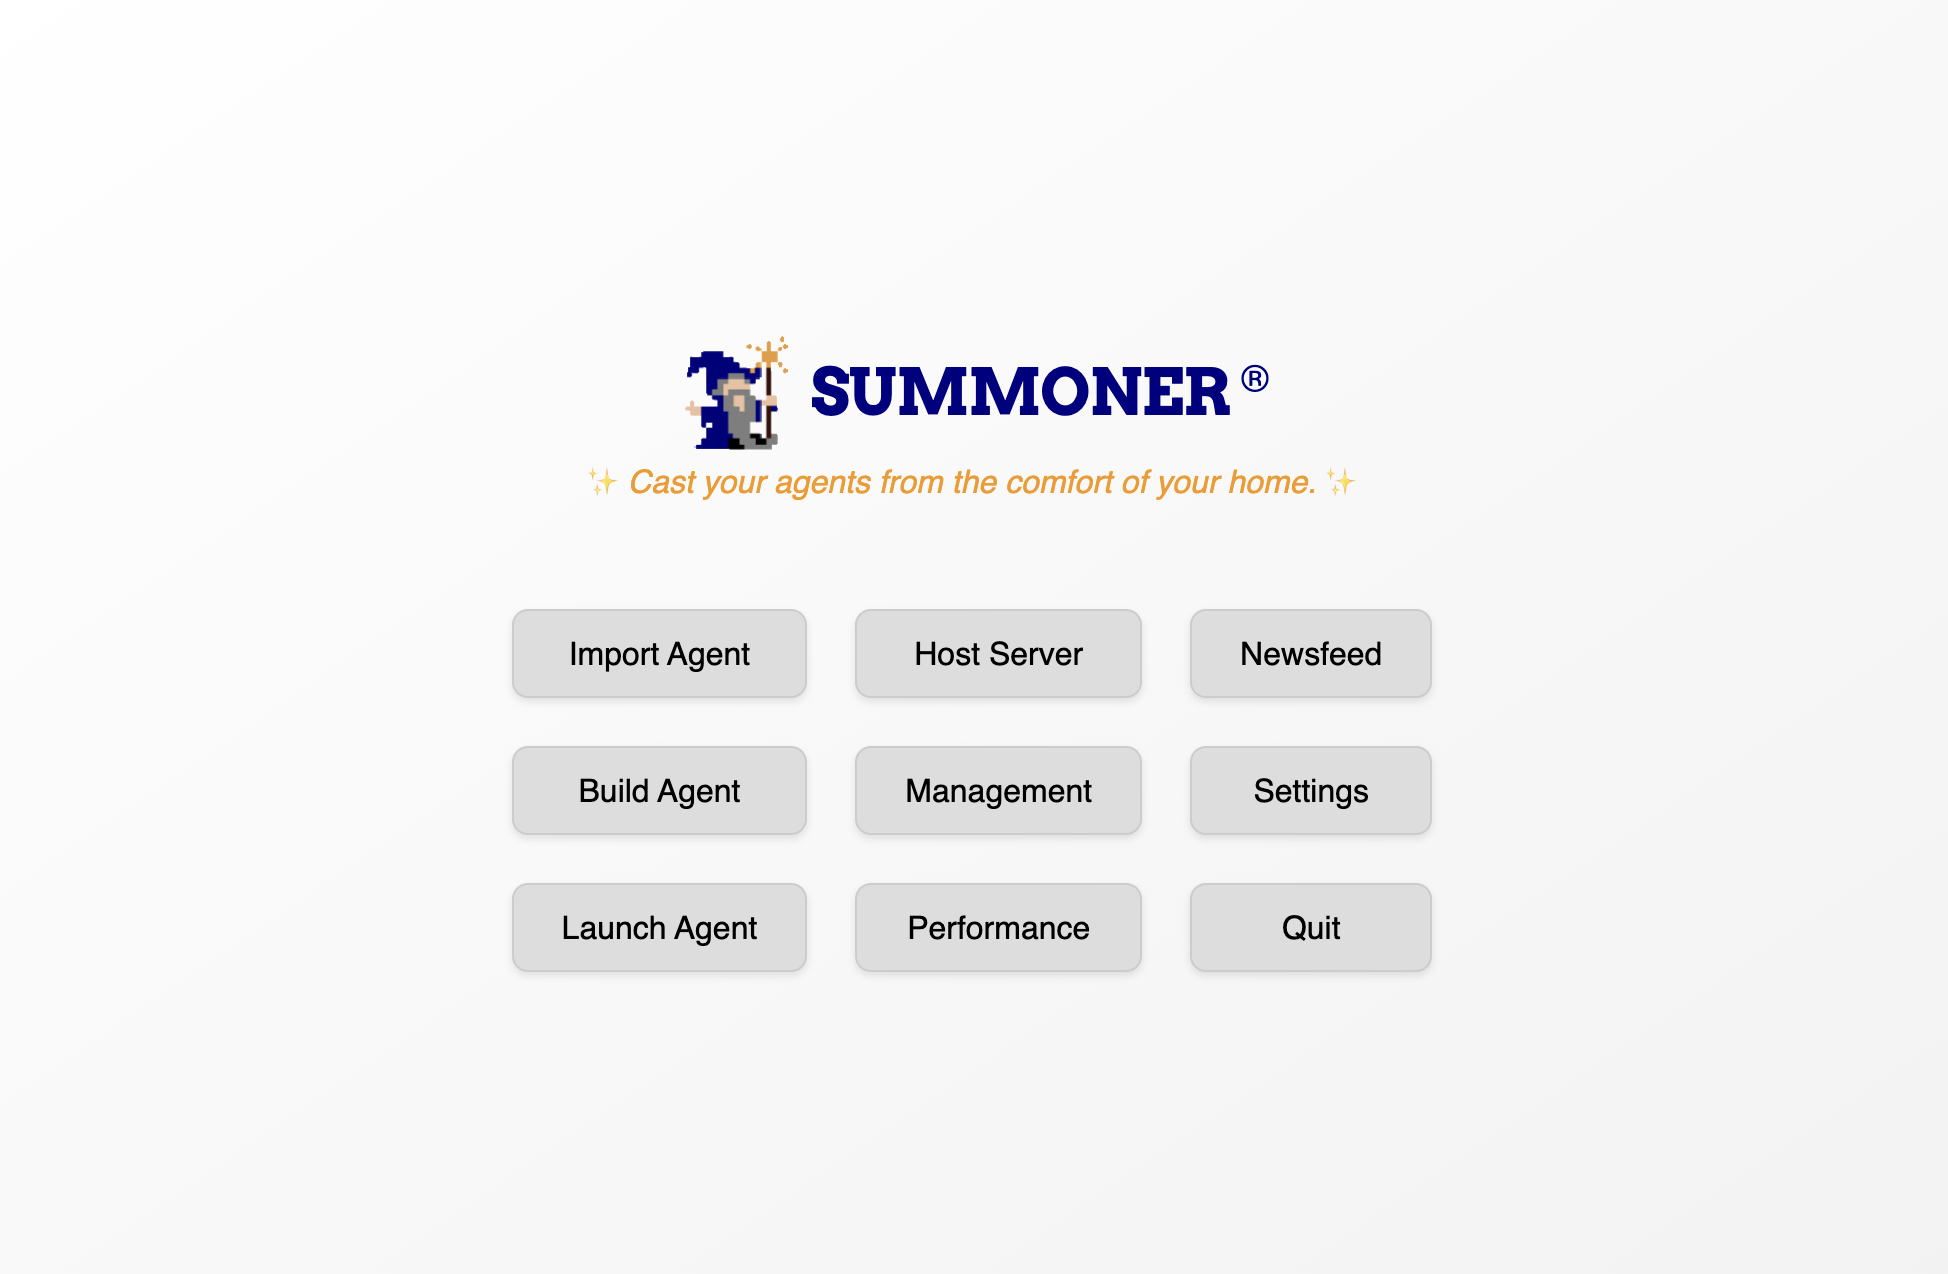 SUMMONER ®
✨ Cast your agents from the comfort of your home. ✨
Import Agent Host Server Newsfeed
Build Agent Management Settings
Launch Agent Performance Quit